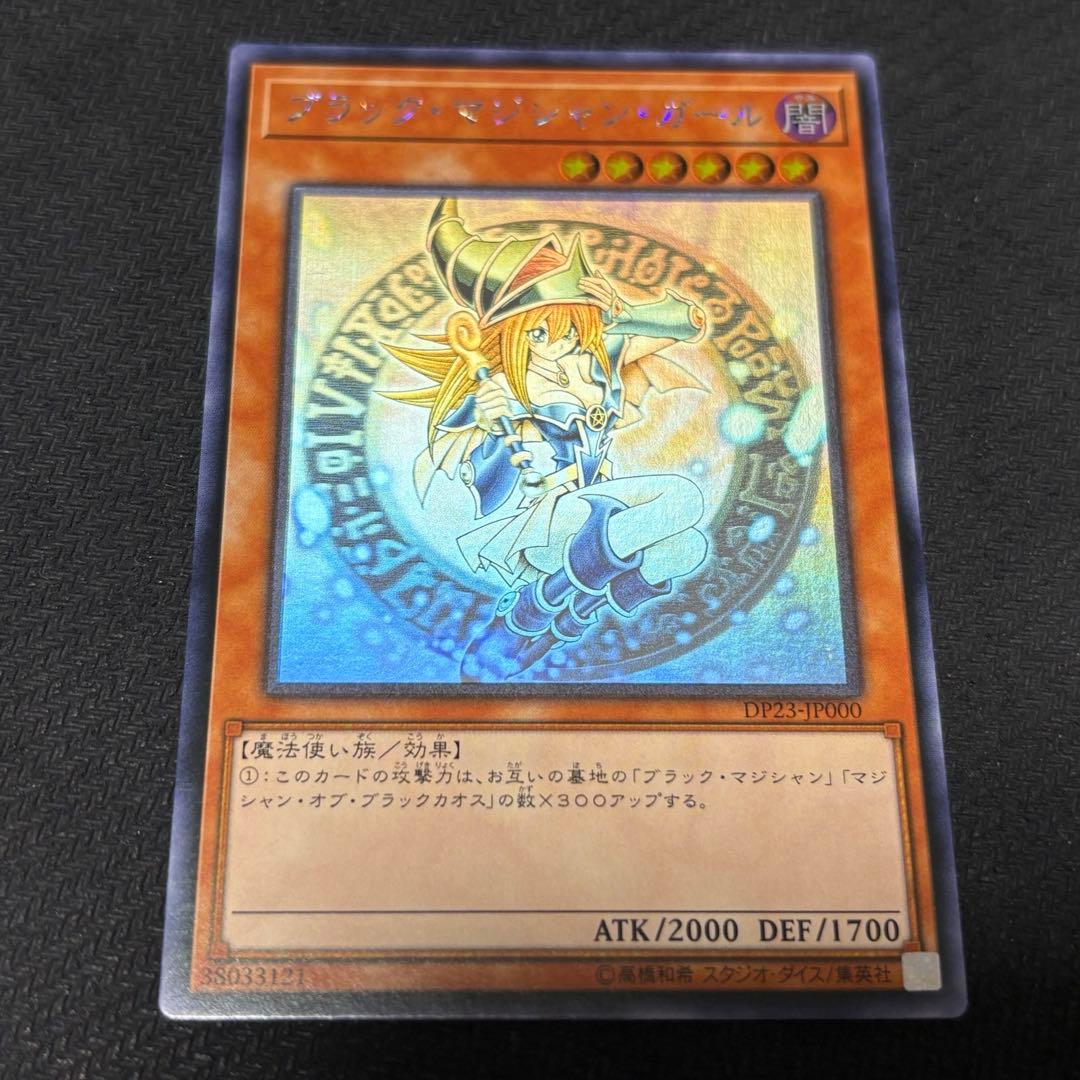 ブラック・マジシャン・ガール
闇
DP23-JP000
【魔法使い族／効果】
①：このカードの攻撃力は、お互いの墓地の「ブラック・マジシャン」「マジ
シャン・オブ・ブラックカオス」の数×300アップする。
ATK/2000 DEF/1700
38033121
©高橋和希 スタジオ・ダイス/集英社